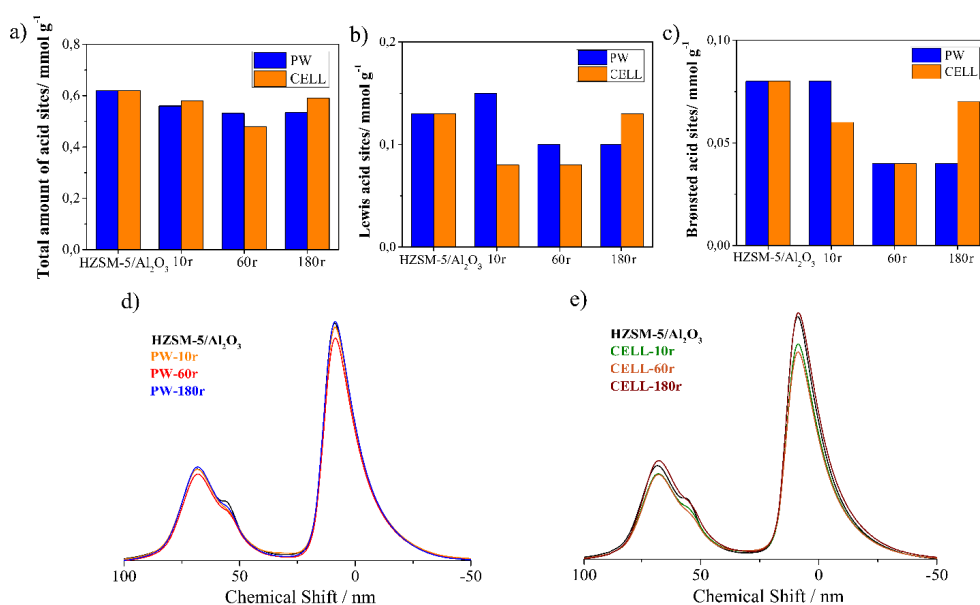 a)
Total amount of acid sites/ mmol g⁻¹
0,8
0,6
0,4
0,2
0,0
PW
CELL
HZSM-5/Al₂O₃ 10r 60r 180r
b)
Lewis acid sites/ mmol g⁻¹
0,2
0,1
0,0
PW
CELL
HZSM-5/Al₂O₃ 10r 60r 180r
c)
Brønsted acid sites/ mmol g⁻¹
0,10
0,05
0,00
PW
CELL
HZSM-5/Al₂O₃ 10r 60r 180r
d)
HZSM-5/Al₂O₃
PW-10r
PW-60r
PW-180r
100 50 0 -50
Chemical Shift / nm
e)
HZSM-5/Al₂O₃
CELL-10r
CELL-60r
CELL-180r
100 50 0 -50
Chemical Shift / nm